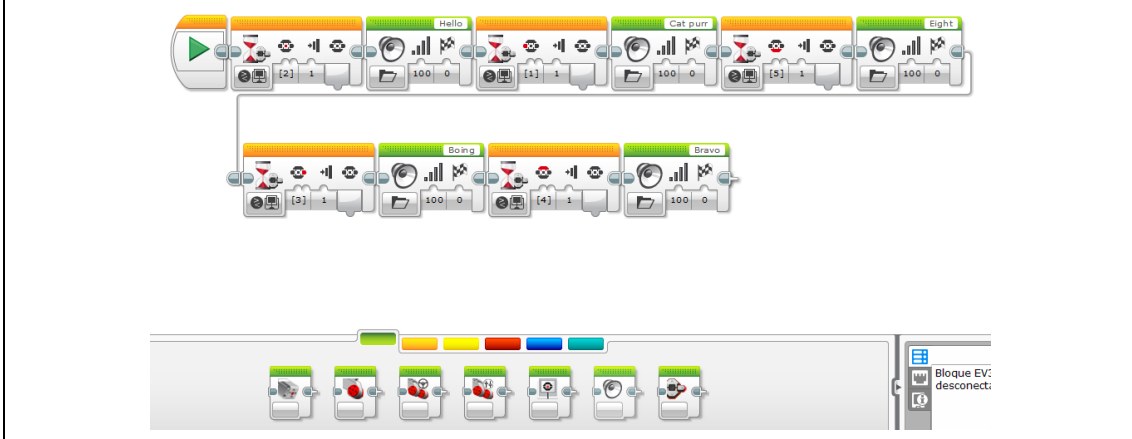 Hello Cat purr Eight
[2] 1 100 0 [1] 1 100 0 [5] 1 100 0
Boing Bravo
[3] 1 100 0 [4] 1 100 0
Bloque EV3
desconecta